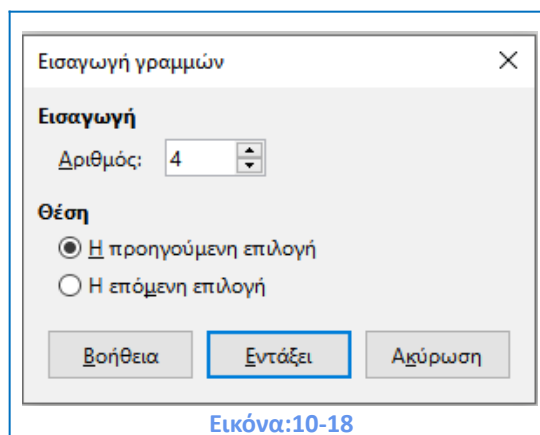 Εισαγωγή γραμμών
Εισαγωγή
Αριθμός: 4
Θέση
Η προηγούμενη επιλογή
Η επόμενη επιλογή
Βοήθεια Εντάξει Ακύρωση
Εικόνα:10-18